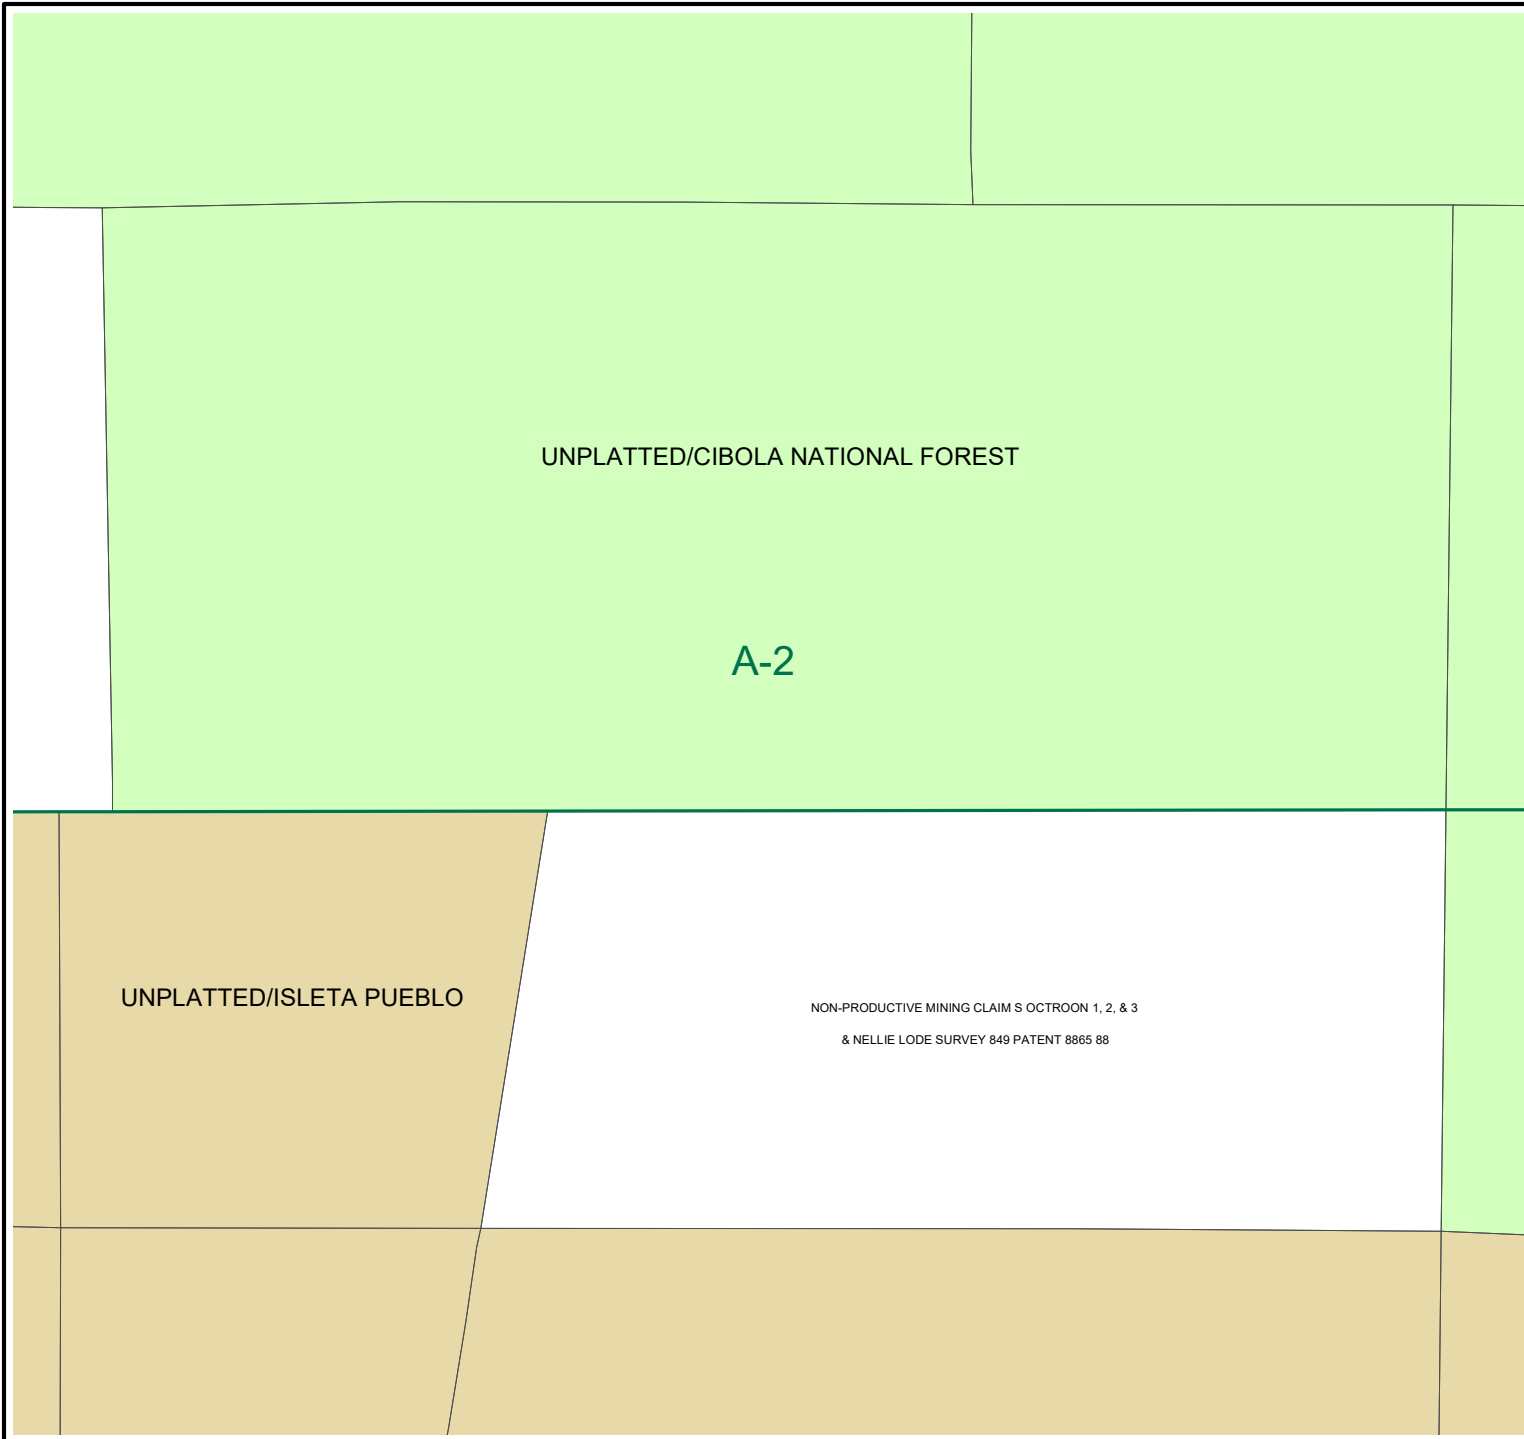 UNPLATTED/CIBOLA NATIONAL FOREST
A-2
UNPLATTED/ISLETA PUEBLO
NON-PRODUCTIVE MINING CLAIM S OCTROON 1, 2, & 3
& NELLIE LODE SURVEY 849 PATENT 8865 88